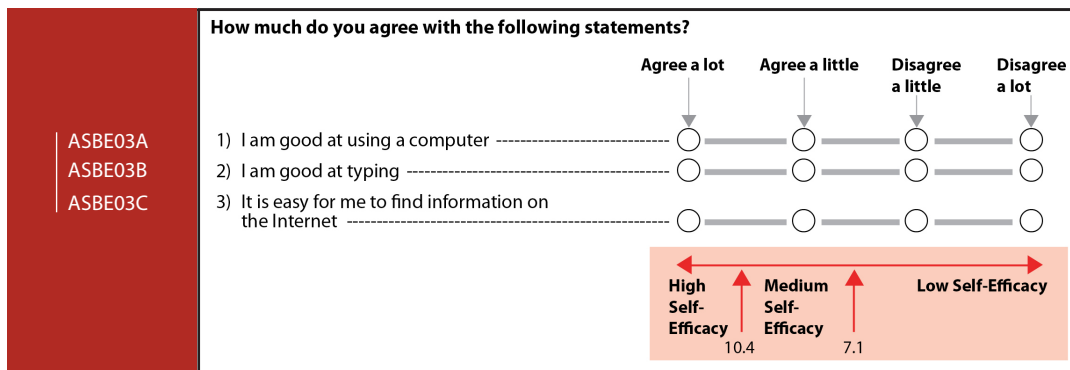 How much do you agree with the following statements?
Agree a lot
Agree a little
Disagree
a little
Disagree
a lot
ASBE03A
1) I am good at using a computer
ASBE03B
2) I am good at typing
ASBE03C
3) It is easy for me to find information on
the Internet
High
Self-
Efficacy
10.4
Medium
Self-
Efficacy
7.1
Low Self-Efficacy